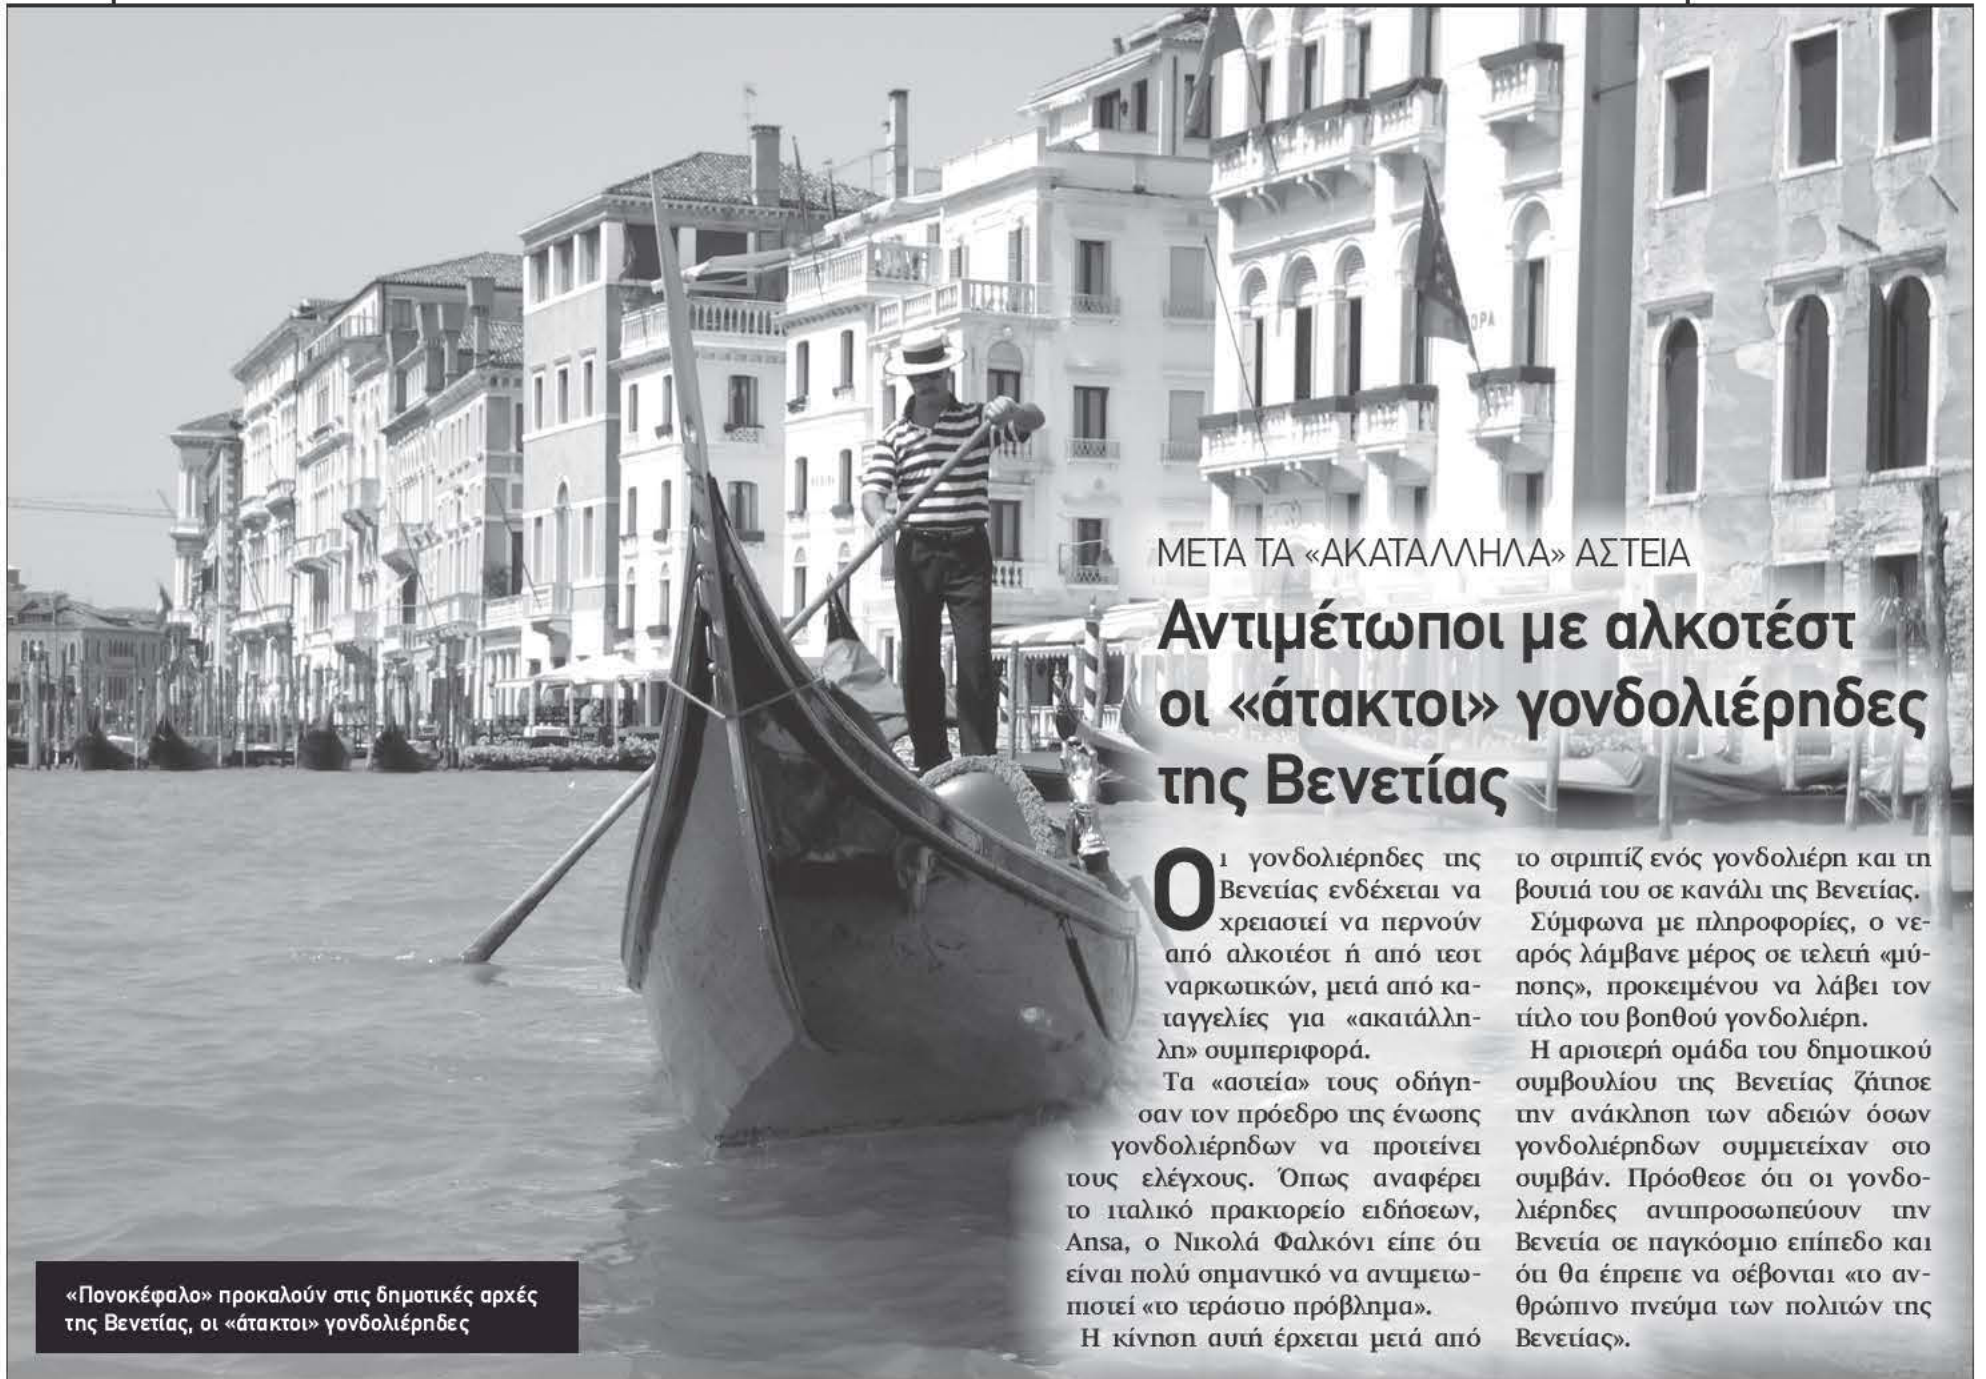 ΜΕΤΑ ΤΑ «ΑΚΑΤΑΛΛΗΛΑ» ΑΣΤΕΙΑ
Αντιμέτωποι με αλκοτέστ
οι «άτακτοι» γονδολιέρηδες
της Βενετίας
Οι γονδολιέρηδες της
Βενετίας ενδέχεται να
χρειαστεί να περνούν
από αλκοτέστ ή από τεστ
ναρκωτικών, μετά από κα-
ταγγελίες για «ακατάλλη-
λη» συμπεριφορά.
Τα «αστεία» τους οδήγη-
σαν τον πρόεδρο της ένωσης
γονδολιέρηδων να προτείνει
τους ελέγχους. Όπως αναφέρει
το ιταλικό πρακτορείο ειδήσεων,
Ansa, ο Νικολά Φαλκόνι είπε ότι
είναι πολύ σημαντικό να αντιμετω-
πιστεί «το τεράστιο πρόβλημα».
Η κίνηση αυτή έρχεται μετά από
το στριπτίζ ενός γονδολιέρη και τη
βουτιά του σε κανάλι της Βενετίας.
Σύμφωνα με πληροφορίες, ο νε-
αρός λάμβανε μέρος σε τελετή «μύ-
ησης», προκειμένου να λάβει τον
τίτλο του βοηθού γονδολιέρη.
Η αριστερή ομάδα του δημοτικού
συμβουλίου της Βενετίας ζήτησε
την ανάκληση των αδειών όσων
γονδολιέρηδων συμμετείχαν στο
συμβάν. Πρόσθεσε ότι οι γονδο-
λιέρηδες αντιπροσωπεύουν την
Βενετία σε παγκόσμιο επίπεδο και
ότι θα έπρεπε να σέβονται «το αν-
θρώπινο πνεύμα των πολιτών της
Βενετίας».
«Πονοκέφαλο» προκαλούν στις δημοτικές αρχές
της Βενετίας, οι «άτακτοι» γονδολιέρηδες